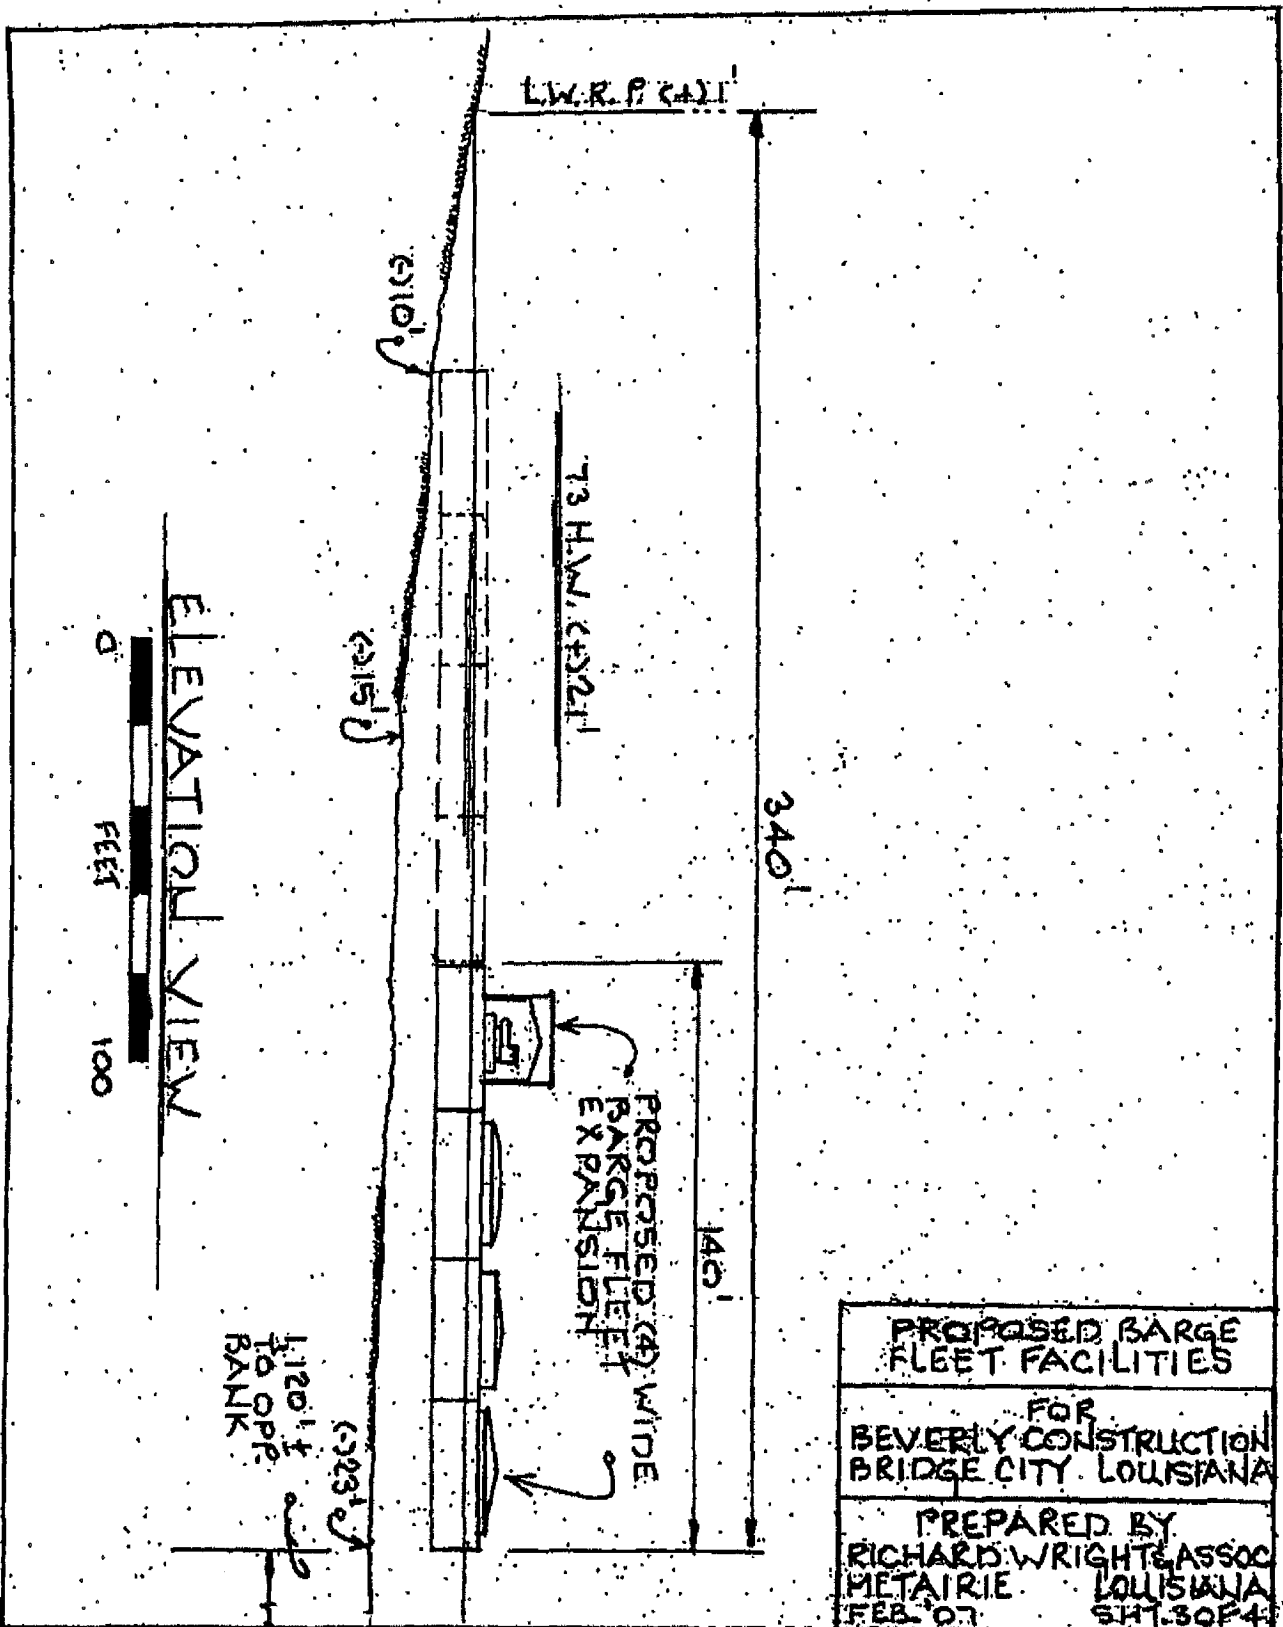 L.W.R.P. (+) 1'
(-)10'
'73 H.W. (+)21'
(-)15'
340'
140'
PROPOSED (4) WIDE
BARGE FLEET
EXPANSION
ELEVATION VIEW
0 FEET 100
1,120' ±
TO OPP.
BANK
(-)23'
PROPOSED BARGE
FLEET FACILITIES
FOR
BEVERLY CONSTRUCTION
BRIDGE CITY LOUISIANA
PREPARED BY
RICHARD WRIGHT & ASSOC
METAIRIE LOUISIANA
FEB. '07 SHT. 3 OF 4